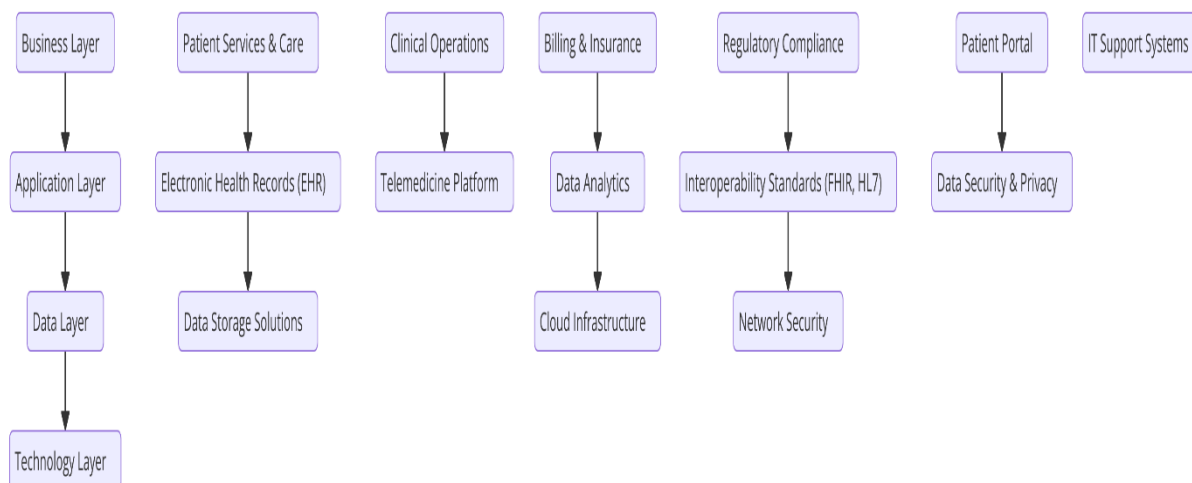 Business Layer
Patient Services & Care
Clinical Operations
Billing & Insurance
Regulatory Compliance
Patient Portal
IT Support Systems
Application Layer
Electronic Health Records (EHR)
Telemedicine Platform
Data Analytics
Interoperability Standards (FHIR, HL7)
Data Security & Privacy
Data Layer
Data Storage Solutions
Cloud Infrastructure
Network Security
Technology Layer